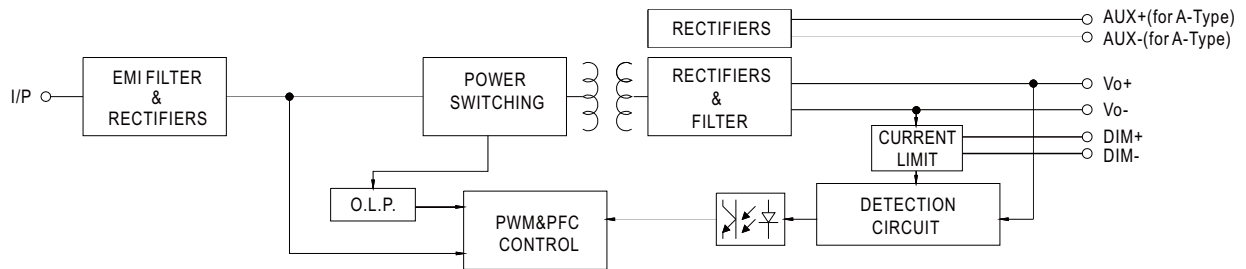 RECTIFIERS
AUX+(for A-Type)
AUX-(for A-Type)
I/P
EMI FILTER
&
RECTIFIERS
POWER
SWITCHING
RECTIFIERS
&
FILTER
Vo+
Vo-
CURRENT
LIMIT
DIM+
DIM-
O.L.P.
PWM&PFC
CONTROL
DETECTION
CIRCUIT